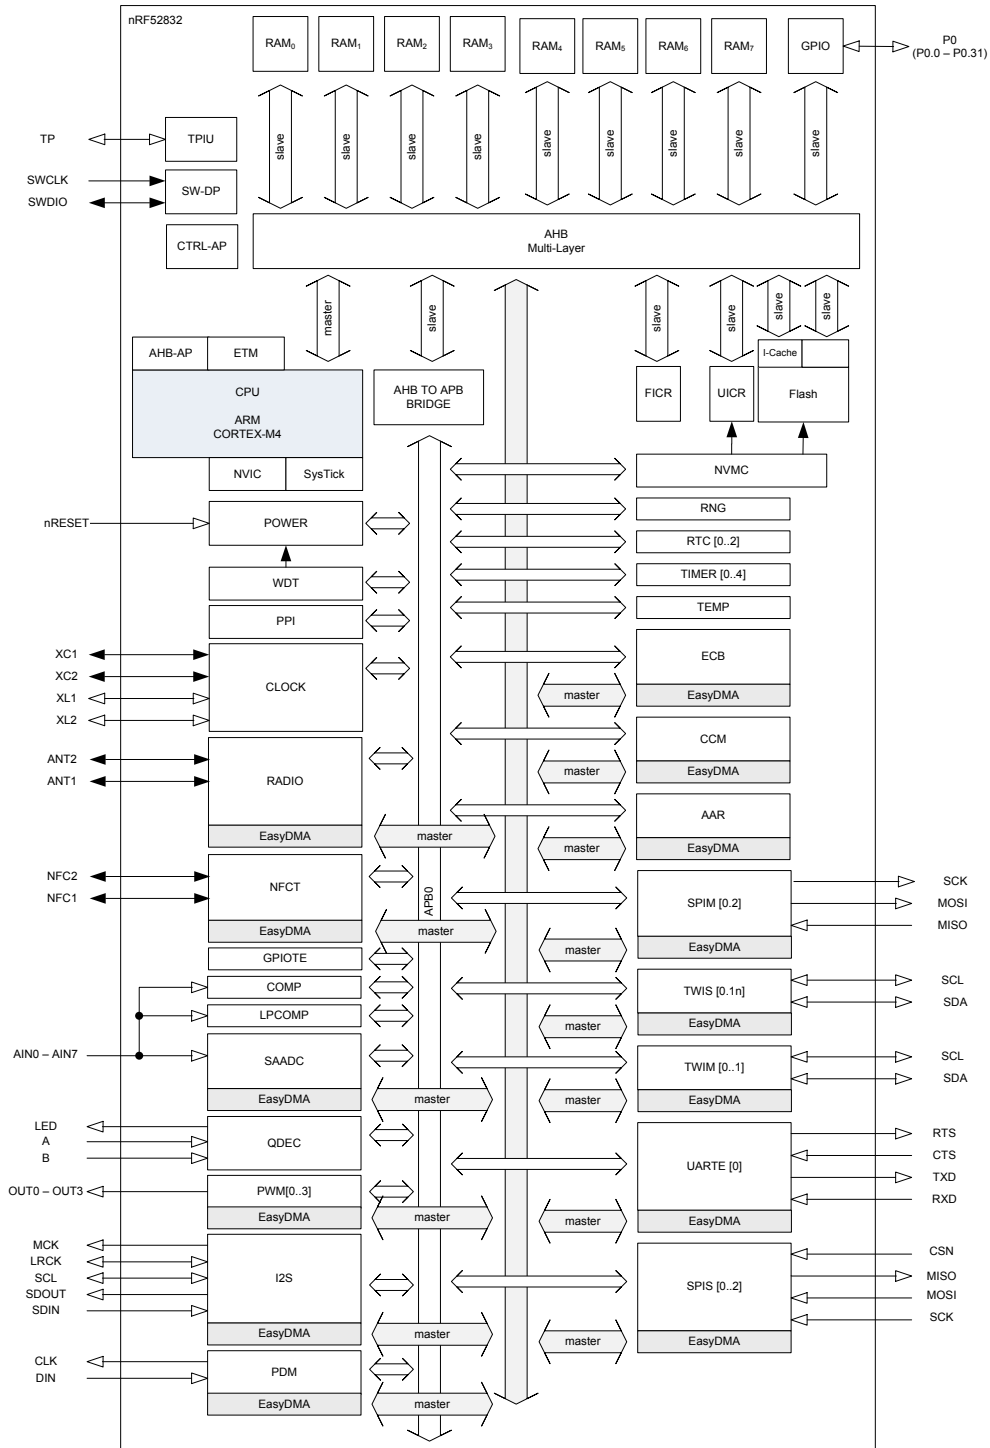 nRF52832
RAM0
RAM1
RAM2
RAM3
RAM4
RAM5
RAM6
RAM7
GPIO
P0
(P0.0 – P0.31)
slave
slave
slave
slave
slave
slave
slave
slave
slave
TP
TPIU
SWCLK
SWDIO
SW-DP
CTRL-AP
AHB
Multi-Layer
master
slave
slave
slave
slave
slave
AHB-AP
ETM
I-Cache
CPU
ARM
CORTEX-M4
AHB TO APB
BRIDGE
FICR
UICR
Flash
NVIC
SysTick
NVMC
nRESET
POWER
RNG
RTC [0..2]
WDT
TIMER [0..4]
PPI
TEMP
XC1
XC2
XL1
XL2
CLOCK
ECB
master
EasyDMA
ANT2
ANT1
RADIO
CCM
master
EasyDMA
AAR
EasyDMA
master
master
EasyDMA
NFC2
NFC1
NFCT
APB0
SPIM [0.2]
SCK
MOSI
MISO
EasyDMA
master
master
EasyDMA
GPIOTE
COMP
LPCOMP
TWIS [0.1n]
SCL
SDA
master
EasyDMA
AIN0 – AIN7
SAADC
TWIM [0..1]
SCL
SDA
EasyDMA
master
master
EasyDMA
LED
A
B
QDEC
UARTE [0]
RTS
CTS
TXD
RXD
OUT0 – OUT3
PWM[0..3]
EasyDMA
master
master
EasyDMA
MCK
LRCK
SCL
SDOUT
SDIN
I2S
SPIS [0..2]
CSN
MISO
MOSI
SCK
EasyDMA
master
master
EasyDMA
CLK
DIN
PDM
EasyDMA
master